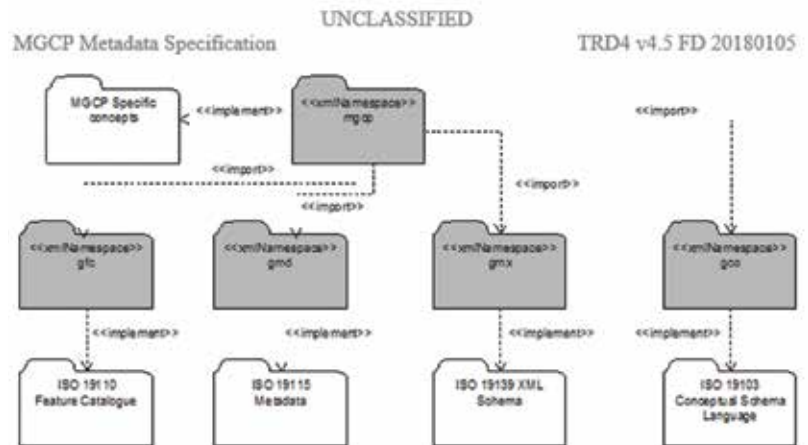 UNCLASSIFIED
MGCP Metadata Specification
TRD4 v4.5 FD 20180105
MGCP Specific
concepts
<<implement>>
<<xmlNamespace>>
mgcp
<<import>>
<<import>>
<<import>>
<<import>>
<<xmlNamespace>>
gfc
<<xmlNamespace>>
gmd
<<xmlNamespace>>
gmx
<<xmlNamespace>>
gco
<<implement>>
<<implement>>
<<implement>>
<<implement>>
ISO 19110
Feature Catalogue
ISO 19115
Metadata
ISO 19139 XML
Schema
ISO 19103
Conceptual Schema
Language